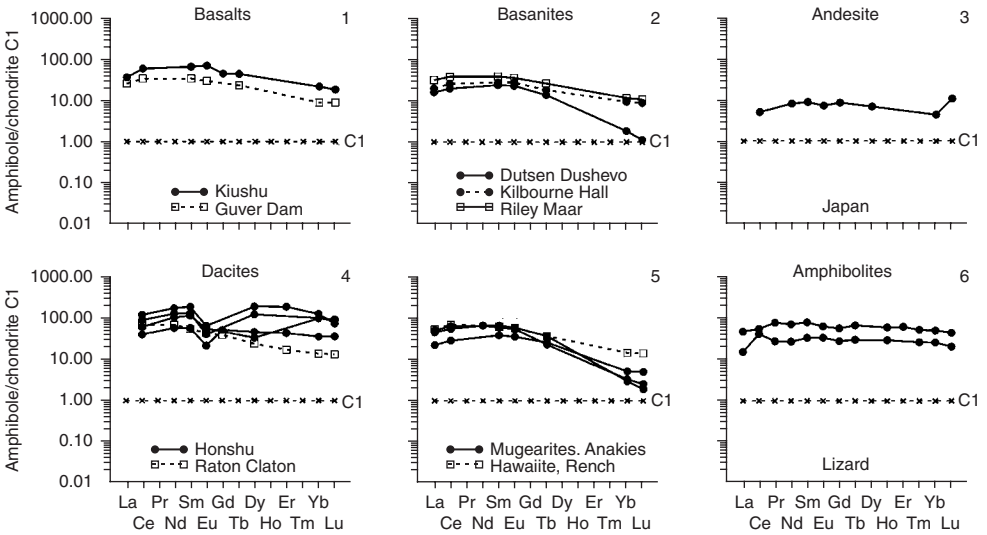 Basalts 1
Basanites 2
Andesite 3
Amphibole/chondrite C1
1000.00
100.00
10.00
1.00
0.10
0.01
C1
C1
C1
Kiushu
Guver Dam
Dutsen Dushevo
Kilbourne Hall
Riley Maar
Japan
Dacites 4
5
Amphibolites 6
Amphibole/chondrite C1
1000.00
100.00
10.00
1.00
0.10
0.01
C1
C1
C1
Honshu
Raton Claton
Mugearites. Anakies
Hawaiite, Rench
Lizard
La Pr Sm Gd Dy Er Yb
Ce Nd Eu Tb Ho Tm Lu
La Pr Sm Gd Dy Er Yb
Ce Nd Eu Tb Ho Tm Lu
La Pr Sm Gd Dy Er Yb
Ce Nd Eu Tb Ho Tm Lu